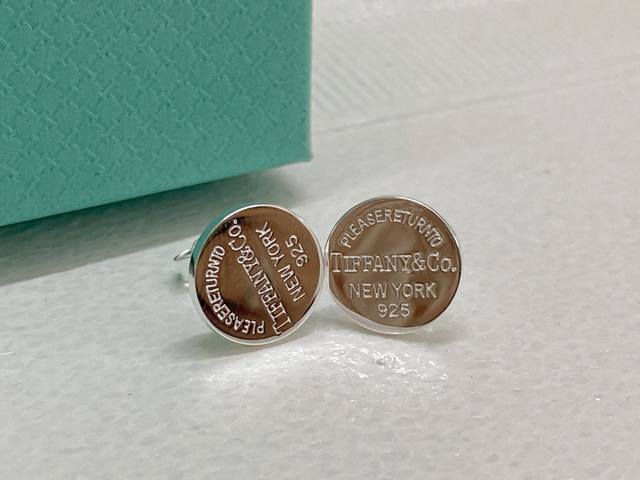 PLEASERETURNTO
TIFFANY&CO.
NEW YORK
925
PLEASERETURNTO
TIFFANY&CO.
NEW YORK
925